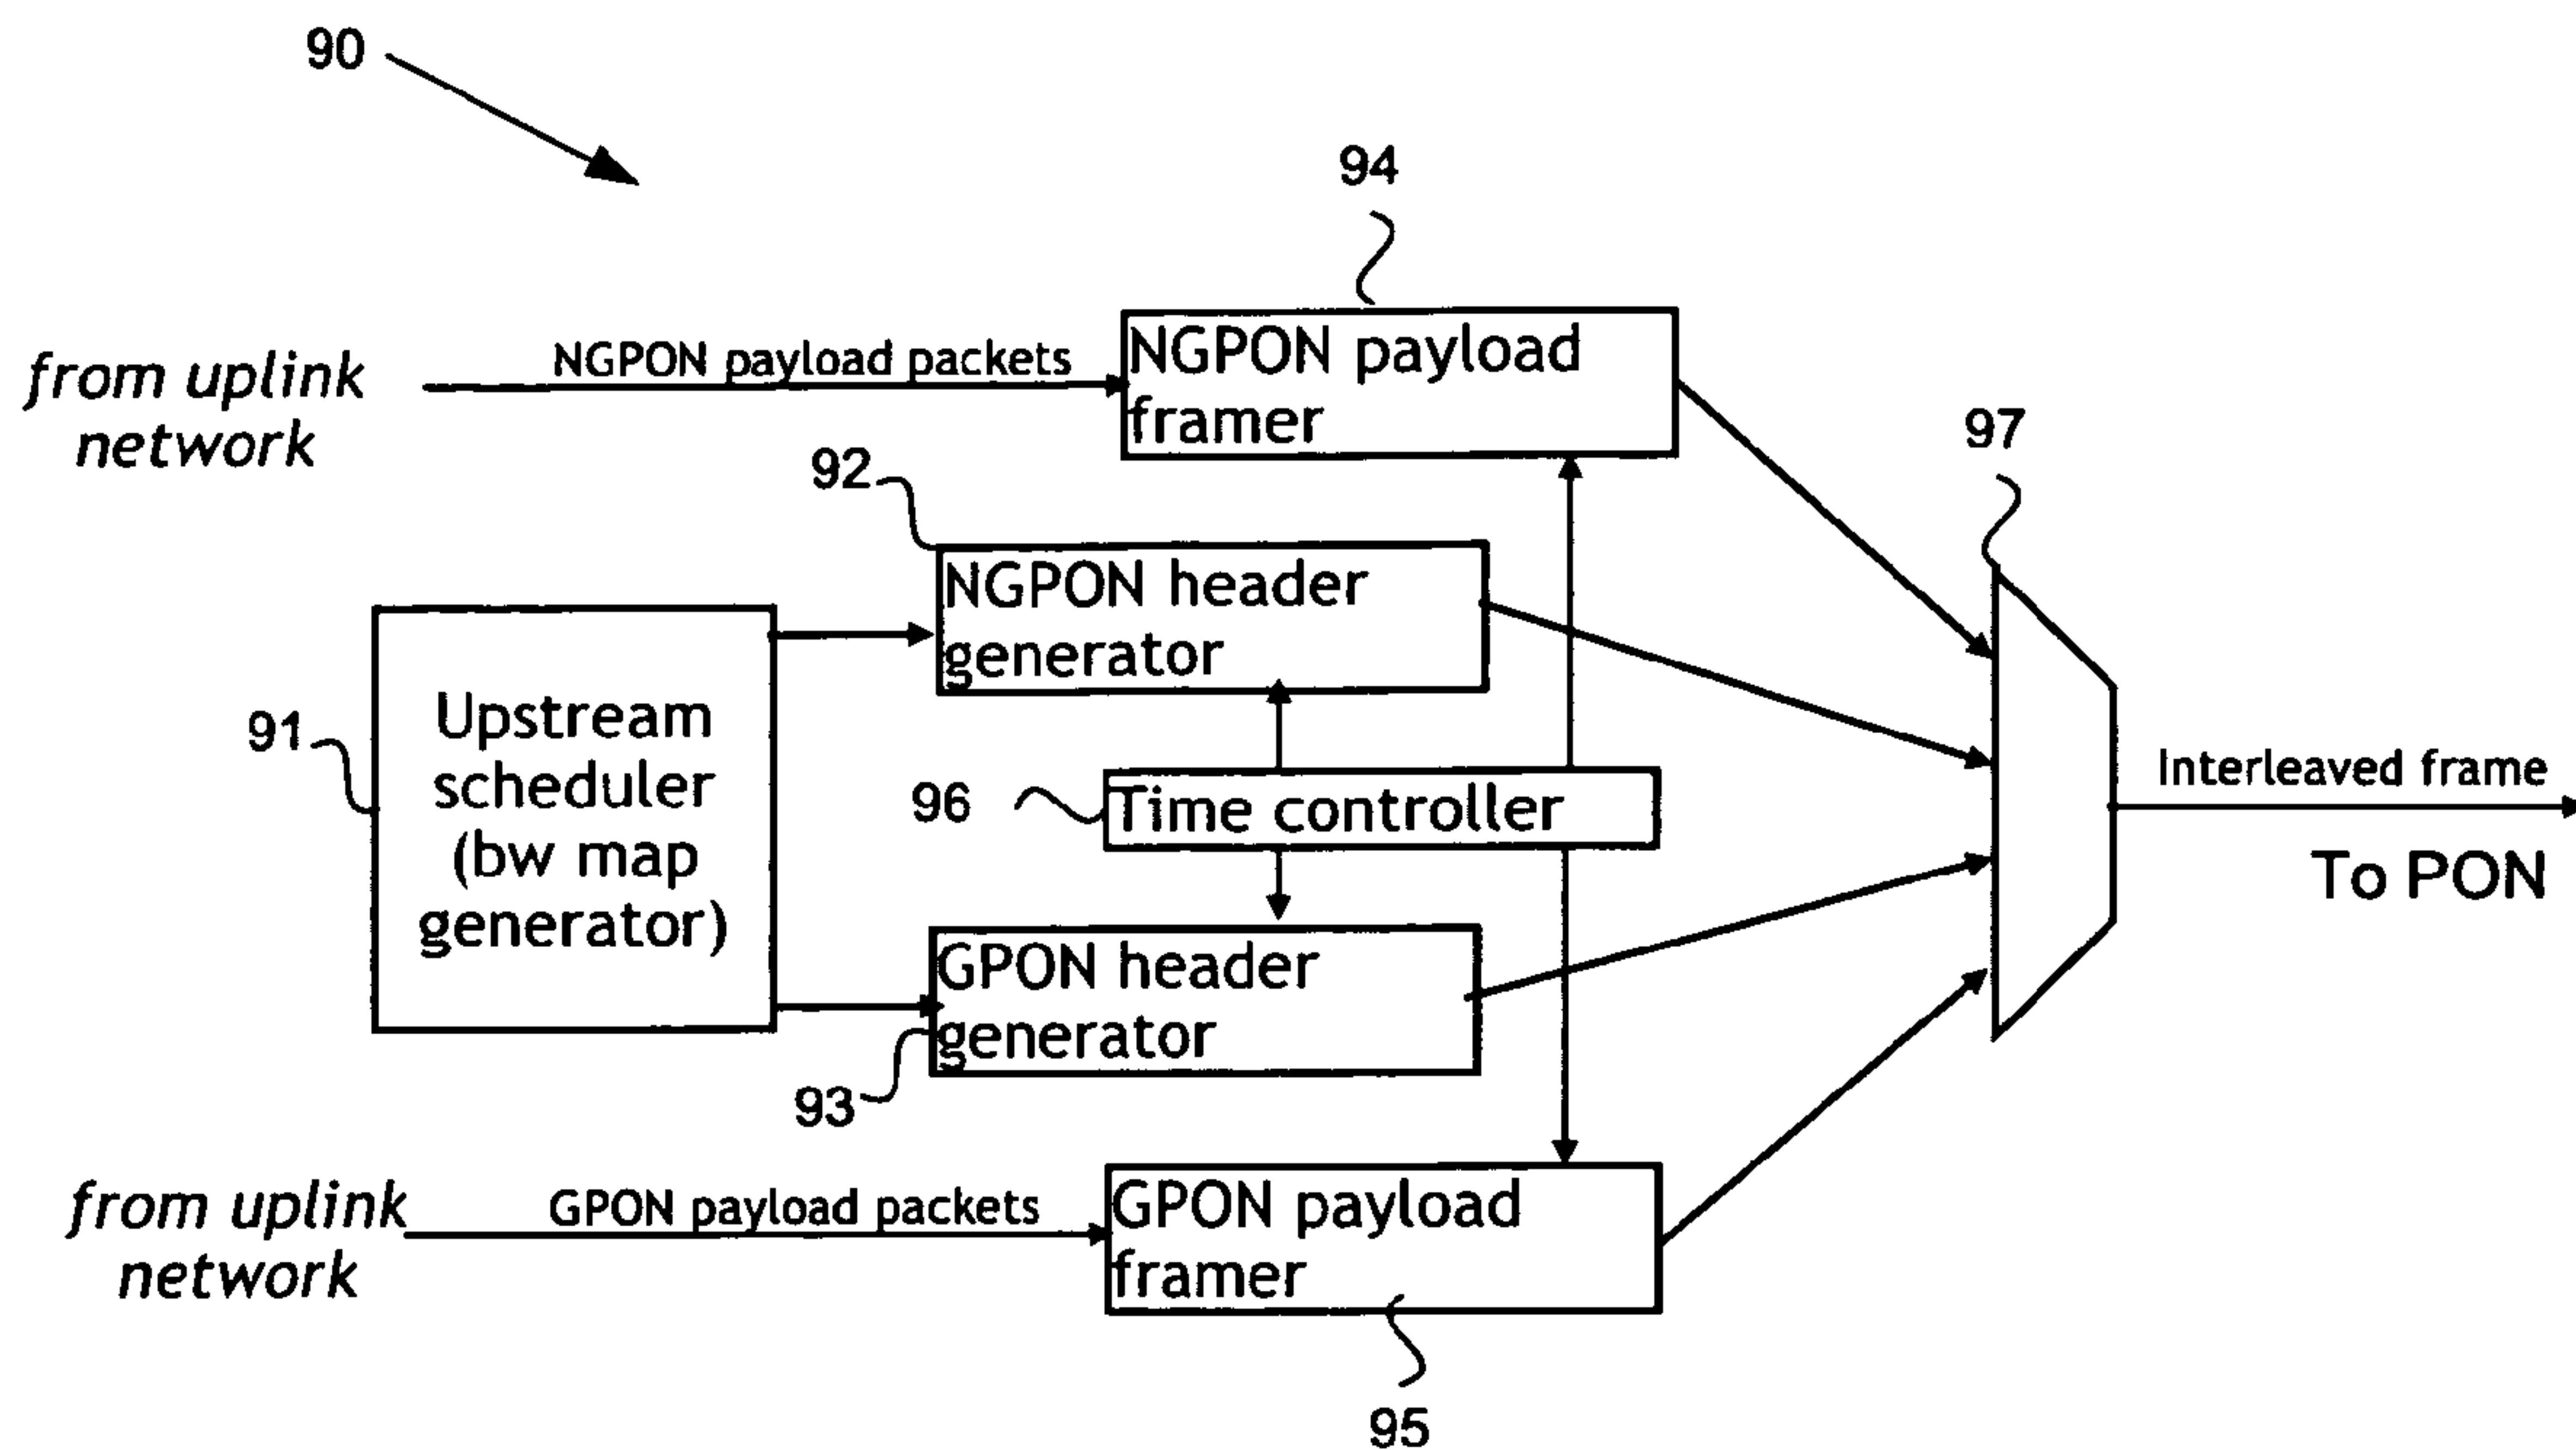 90
94
NGPON payload packets
NGPON payload
framer
from uplink
network
97
92
NGPON header
generator
91
Upstream
scheduler
(bw map
generator)
96
Time controller
Interleaved frame
To PON
GPON header
generator
93
from uplink
network
GPON payload packets
GPON payload
framer
95